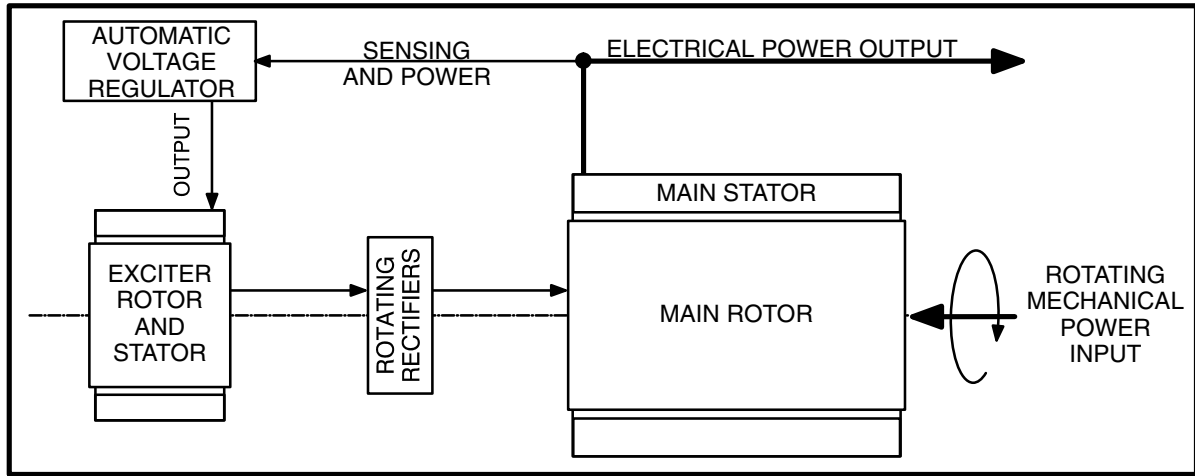 AUTOMATIC
VOLTAGE
REGULATOR
SENSING
AND POWER
ELECTRICAL POWER OUTPUT
OUTPUT
MAIN STATOR
EXCITER
ROTOR
AND
STATOR
ROTATING
RECTIFIERS
MAIN ROTOR
ROTATING
MECHANICAL
POWER
INPUT